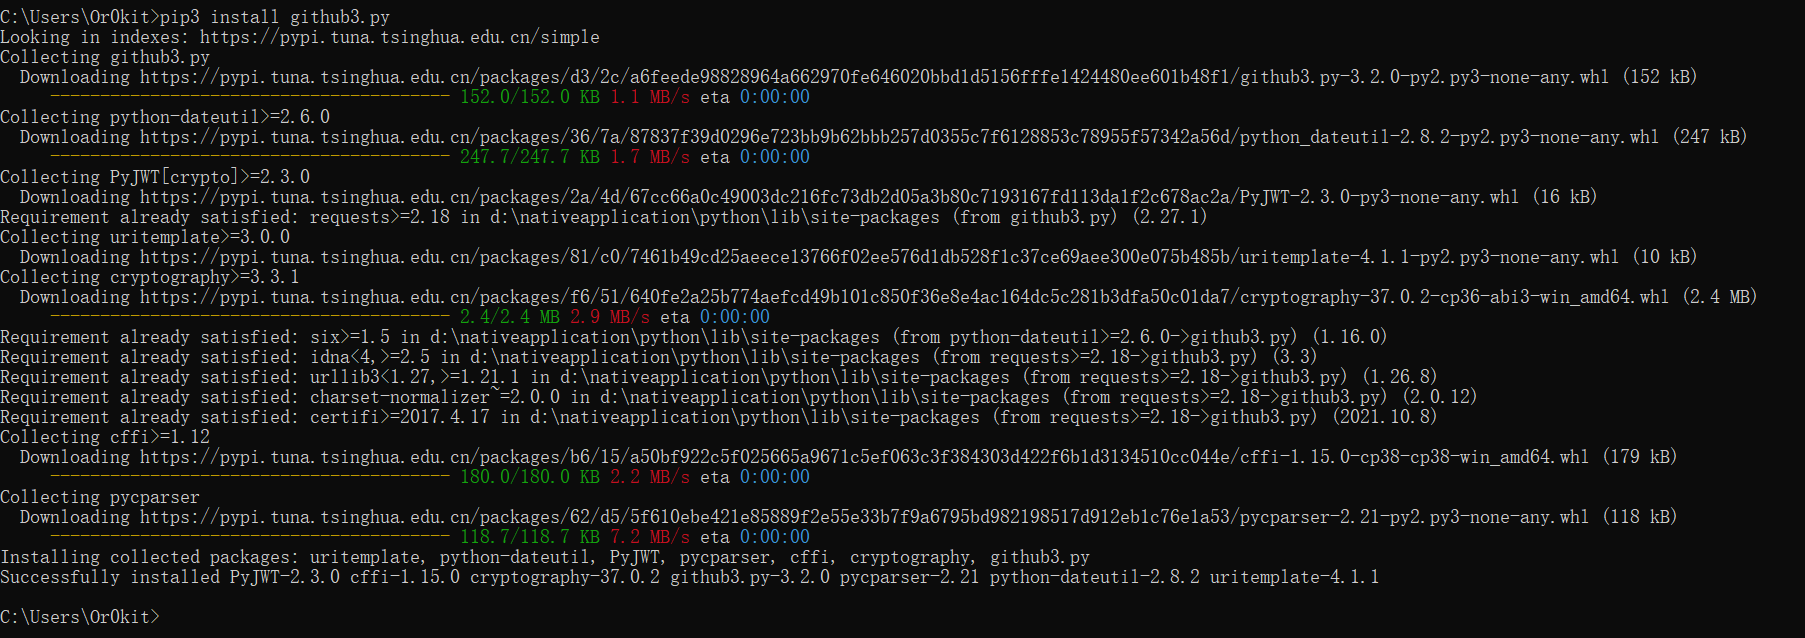 C:\Users\Or0kit>pip3 install github3.py
Looking in indexes: https://pypi.tuna.tsinghua.edu.cn/simple
Collecting github3.py
  Downloading https://pypi.tuna.tsinghua.edu.cn/packages/d3/2c/a6feede98828964a662970fe646020bbd1d5156fffe1424480ee601b48f1/github3.py-3.2.0-py2.py3-none-any.whl (152 kB)
     ---------------------------------------- 152.0/152.0 KB 1.1 MB/s eta 0:00:00
Collecting python-dateutil>=2.6.0
  Downloading https://pypi.tuna.tsinghua.edu.cn/packages/36/7a/87837f39d0296e723bb9b62bbb257d0355c7f6128853c78955f57342a56d/python_dateutil-2.8.2-py2.py3-none-any.whl (247 kB)
     ---------------------------------------- 247.7/247.7 KB 1.7 MB/s eta 0:00:00
Collecting PyJWT[crypto]>=2.3.0
  Downloading https://pypi.tuna.tsinghua.edu.cn/packages/2a/4d/67cc66a0c49003dc216fc73db2d05a3b80c7193167fd113da1f2c678ac2a/PyJWT-2.3.0-py3-none-any.whl (16 kB)
Requirement already satisfied: requests>=2.18 in d:\nativeapplication\python\lib\site-packages (from github3.py) (2.27.1)
Collecting uritemplate>=3.0.0
  Downloading https://pypi.tuna.tsinghua.edu.cn/packages/81/c0/7461b49cd25aeece13766f02ee576d1db528f1c37ce69aee300e075b485b/uritemplate-4.1.1-py2.py3-none-any.whl (10 kB)
Collecting cryptography>=3.3.1
  Downloading https://pypi.tuna.tsinghua.edu.cn/packages/f6/51/640fe2a25b774aefcd49b101c850f36e8e4ac164dc5c281b3dfa50c01da7/cryptography-37.0.2-cp36-abi3-win_amd64.whl (2.4 MB)
     ---------------------------------------- 2.4/2.4 MB 2.9 MB/s eta 0:00:00
Requirement already satisfied: six>=1.5 in d:\nativeapplication\python\lib\site-packages (from python-dateutil>=2.6.0->github3.py) (1.16.0)
Requirement already satisfied: idna<4,>=2.5 in d:\nativeapplication\python\lib\site-packages (from requests>=2.18->github3.py) (3.3)
Requirement already satisfied: urllib3<1.27,>=1.21.1 in d:\nativeapplication\python\lib\site-packages (from requests>=2.18->github3.py) (1.26.8)
Requirement already satisfied: charset-normalizer~=2.0.0 in d:\nativeapplication\python\lib\site-packages (from requests>=2.18->github3.py) (2.0.12)
Requirement already satisfied: certifi>=2017.4.17 in d:\nativeapplication\python\lib\site-packages (from requests>=2.18->github3.py) (2021.10.8)
Collecting cffi>=1.12
  Downloading https://pypi.tuna.tsinghua.edu.cn/packages/b6/15/a50bf922c5f025665a9671c5ef063c3f384303d422f6b1d3134510cc044e/cffi-1.15.0-cp38-cp38-win_amd64.whl (179 kB)
     ---------------------------------------- 180.0/180.0 KB 2.2 MB/s eta 0:00:00
Collecting pycparser
  Downloading https://pypi.tuna.tsinghua.edu.cn/packages/62/d5/5f610ebe421e85889f2e55e33b7f9a6795bd982198517d912eb1c76e1a53/pycparser-2.21-py2.py3-none-any.whl (118 kB)
     ---------------------------------------- 118.7/118.7 KB 7.2 MB/s eta 0:00:00
Installing collected packages: uritemplate, python-dateutil, PyJWT, pycparser, cffi, cryptography, github3.py
Successfully installed PyJWT-2.3.0 cffi-1.15.0 cryptography-37.0.2 github3.py-3.2.0 pycparser-2.21 python-dateutil-2.8.2 uritemplate-4.1.1
C:\Users\Or0kit>